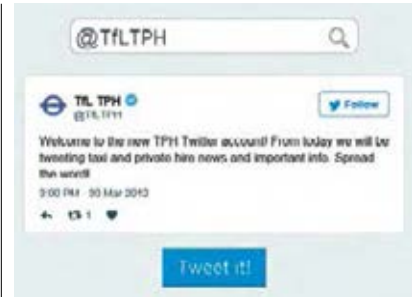 @TfLTPH
TfL TPH
@TfLTPH
Follow
Welcome to the new TPH Twitter account! From today we will be
tweeting taxi and private hire news and important info. Spread
the word!
3:00 PM - 30 Mar 2013
1
Tweet it!